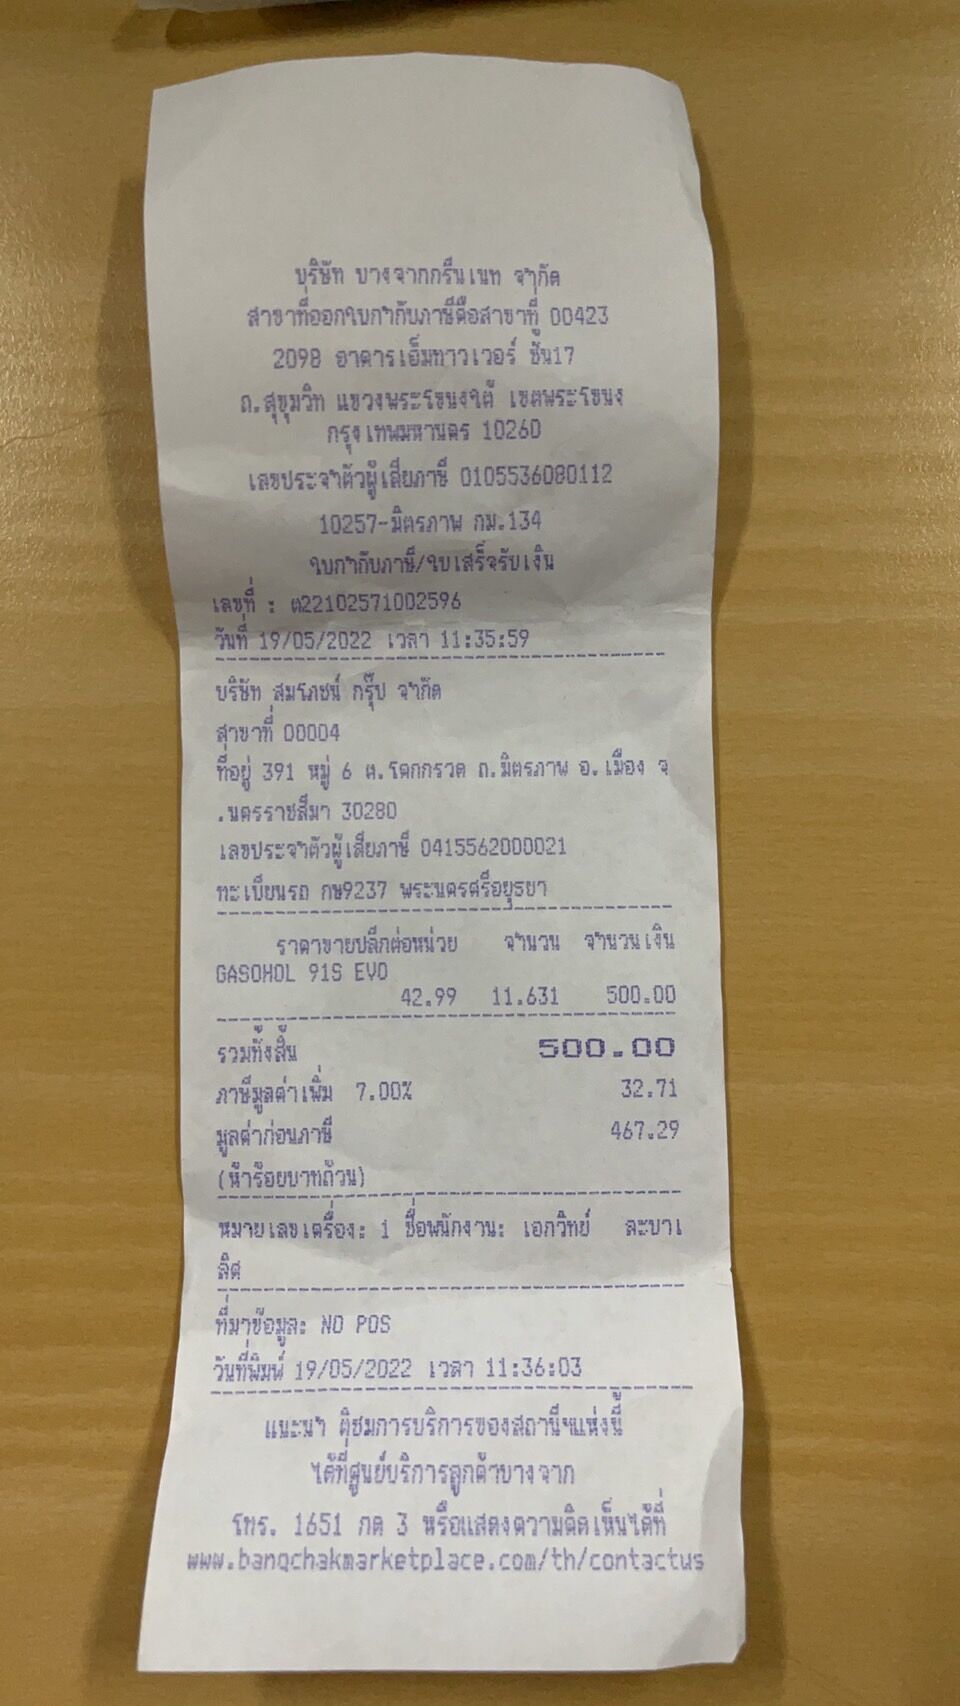 บริษัท บางจากกรีนเนท จำกัด
สาขาที่ออกใบกำกับภาษีคือสาขาที่ 00423
2098 อาคารเอ็มทาวเวอร์ ชั้น17
ถ.สุขุมวิท แขวงพระโขนงใต้ เขตพระโขนง
กรุงเทพมหานคร 10260
เลขประจำตัวผู้เสียภาษี 0105536080112
10257-มิตรภาพ กม.134
ใบกำกับภาษี/ใบเสร็จรับเงิน
เลขที่ : ต22102571002596
วันที่ 19/05/2022 เวลา 11:35:59
บริษัท สมโภชน์ กรุ๊ป จำกัด
สาขาที่ 00004
ที่อยู่ 391 หมู่ 6 ต.โคกกรวด ถ.มิตรภาพ อ.เมือง จ
.นครราชสีมา 30280
เลขประจำตัวผู้เสียภาษี 0415562000021
ทะเบียนรถ กษ9237 พระนครศรีอยุธยา
ราคาขายปลีกต่อหน่วย จำนวน จำนวนเงิน
GASOHOL 91S EVO
42.99 11.631 500.00
รวมทั้งสิ้น 500.00
ภาษีมูลค่าเพิ่ม 7.00% 32.71
มูลค่าก่อนภาษี 467.29
(ห้าร้อยบาทถ้วน)
หมายเลขเครื่อง: 1 ชื่อพนักงาน: เอกวิทย์ ละบาเ
ลิศ
ที่มาข้อมูล: NO POS
วันที่พิมพ์ 19/05/2022 เวลา 11:36:03
แนะนำ ติชมการบริการของสถานีฯแห่งนี้
ได้ที่ศูนย์บริการลูกค้าบางจาก
โทร. 1651 กด 3 หรือแสดงความคิดเห็นได้ที่
www.bangchakmarketplace.com/th/contactus